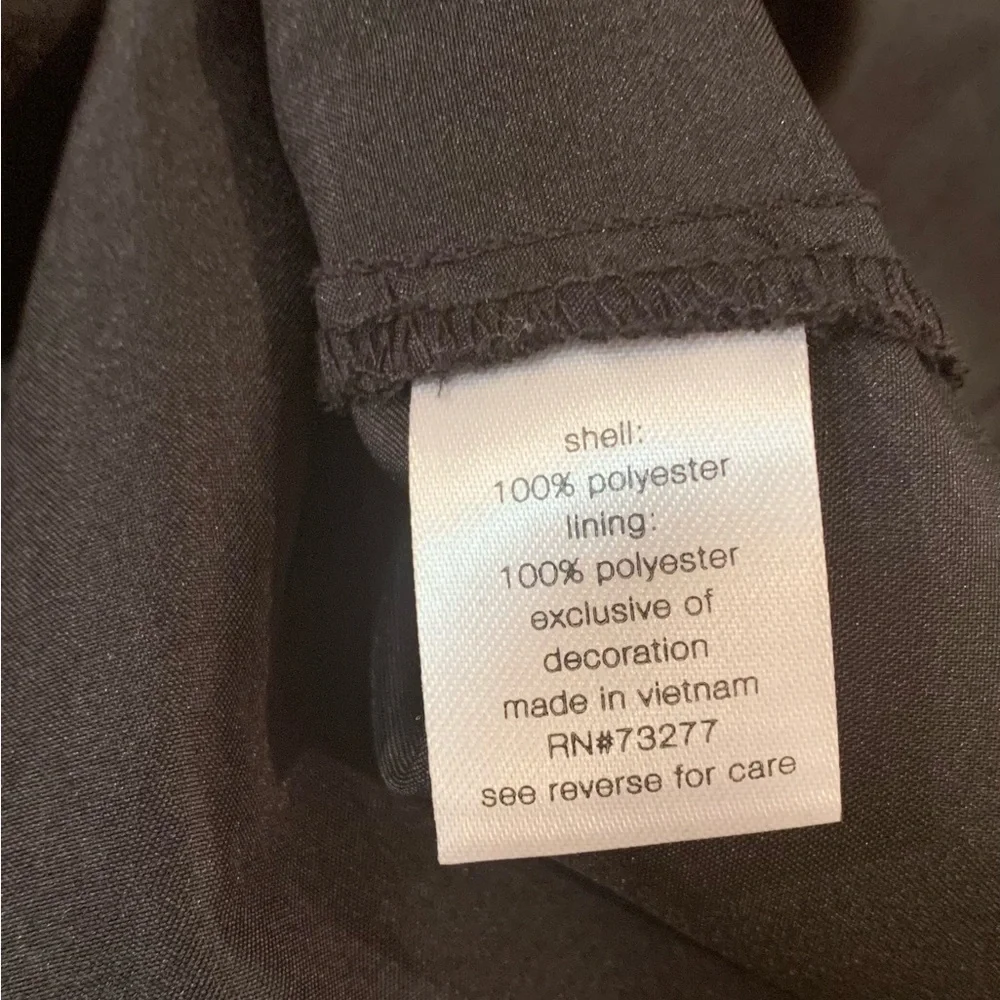 shell:
100% polyester
lining:
100% polyester
exclusive of
decoration
made in vietnam
RN#73277
see reverse for care